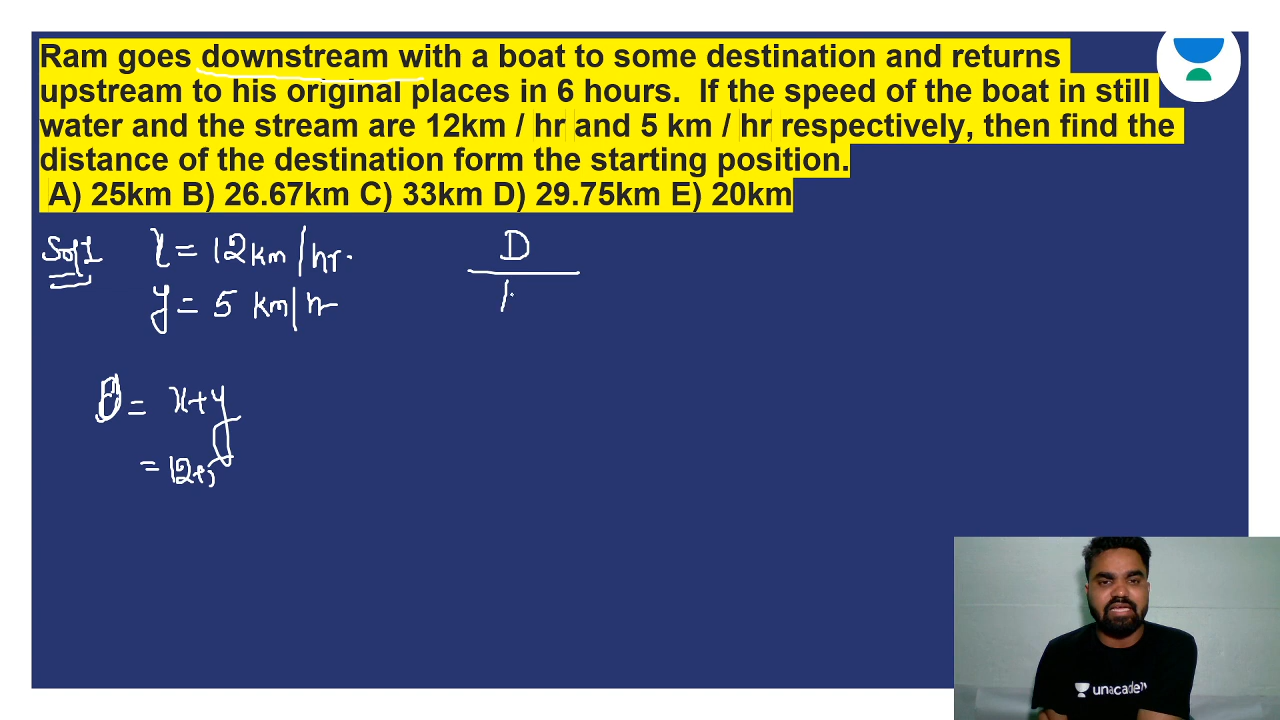 Ram goes downstream with a boat to some destination and returns
upstream to his original places in 6 hours. If the speed of the boat in still
water and the stream are 12km / hr and 5 km / hr respectively, then find the
distance of the destination form the starting position.
A) 25km B) 26.67km C) 33km D) 29.75km E) 20km
x = 12 km/hr.
D
y = 5 km/hr
D = x+y
= 12+5
unacademy